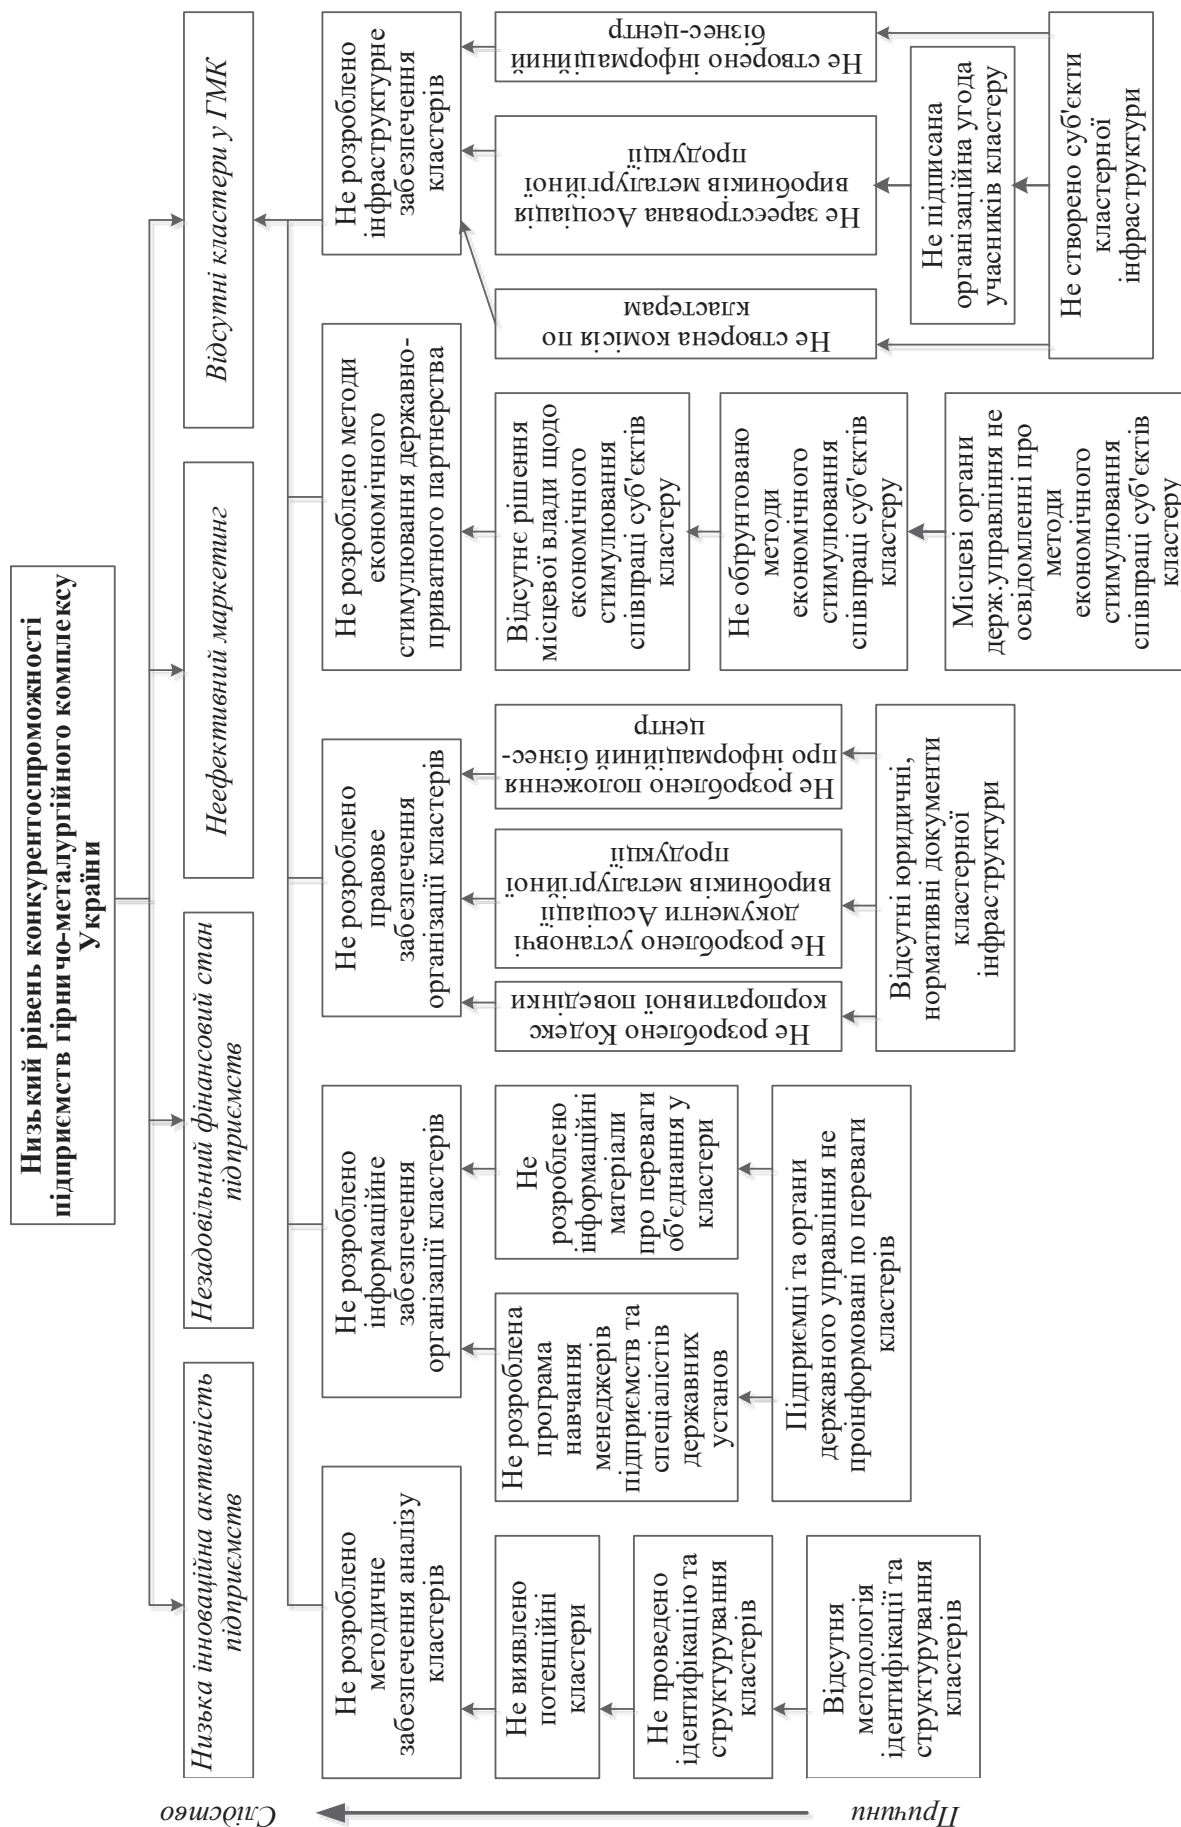 Низький рівень конкурентоспроможності
підприємств гірничо-металургійного комплексу
України
Слідство
Низька інноваційна активність
підприємств
Незадовільний фінансовий стан
підприємств
Неефективний маркетинг
Відсутні кластери у ГМК
Не розроблено
методичне
забезпечення аналізу
кластерів
Не розроблено
інформаційне
забезпечення
організації кластерів
Не розроблено
правове
забезпечення
організації кластерів
Не розроблено методи
економічного
стимулювання державно-
приватного партнерства
Не розроблено
інфраструктурне
забезпечення
кластерів
Не виявлено
потенційні
кластери
Не проведено
ідентифікацію та
структурування
кластерів
Відсутня
методологія
ідентифікації та
структурування
кластерів
Не розроблена
програма
навчання
менеджерів
підприємств та
спеціалістів
державних
установ
Не
розроблено
інформаційні
матеріали
про переваги
об'єднання у
кластери
Підприємці та органи
державного управління не
проінформовані по переваги
кластерів
Не розроблено Кодекс
корпоративної поведінки
Не розроблено установчі
документи Асоціації
виробників металургійної
продукції
Не розроблено положення
про інформаційний бізнес-
центр
Відсутні юридичні,
нормативні документи
кластерної
інфраструктури
Відсутнє рішення
місцевої влади щодо
економічного
стимулювання
співпраці суб'єктів
кластеру
Не обґрунтовано
методи
економічного
стимулювання
співпраці суб'єктів
кластеру
Місцеві органи
держ.управління не
освідомленні про
методи
економічного
стимулювання
співпраці суб'єктів
кластеру
Не створена комісія по
кластерам
Не зареєстрована Асоціація
виробників металургійної
продукції
Не створено інформаційний
бізнес-центр
Не підписана
організаційна угода
учасників кластеру
Не створено суб'єкти
кластерної
інфраструктури
Причини